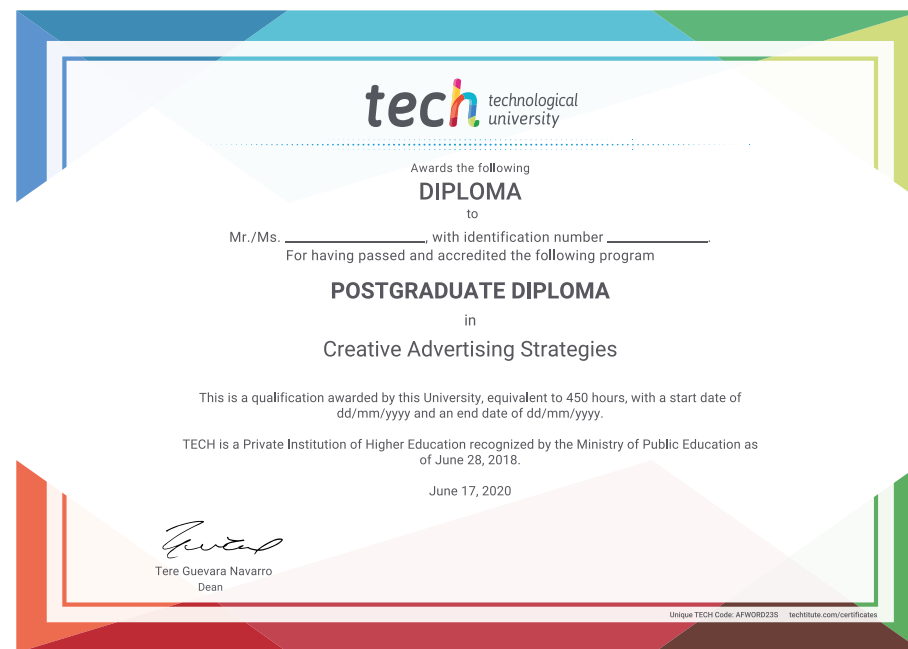 tech technological
university
Awards the following
DIPLOMA
to
Mr./Ms. ____________________, with identification number ______________.
For having passed and accredited the following program
POSTGRADUATE DIPLOMA
in
Creative Advertising Strategies
This is a qualification awarded by this University, equivalent to 450 hours, with a start date of
dd/mm/yyyy and an end date of dd/mm/yyyy.
TECH is a Private Institution of Higher Education recognized by the Ministry of Public Education as
of June 28, 2018.
June 17, 2020
Tere Guevara Navarro
Dean
Unique TECH Code: AFWORD23S techtitute.com/certificates